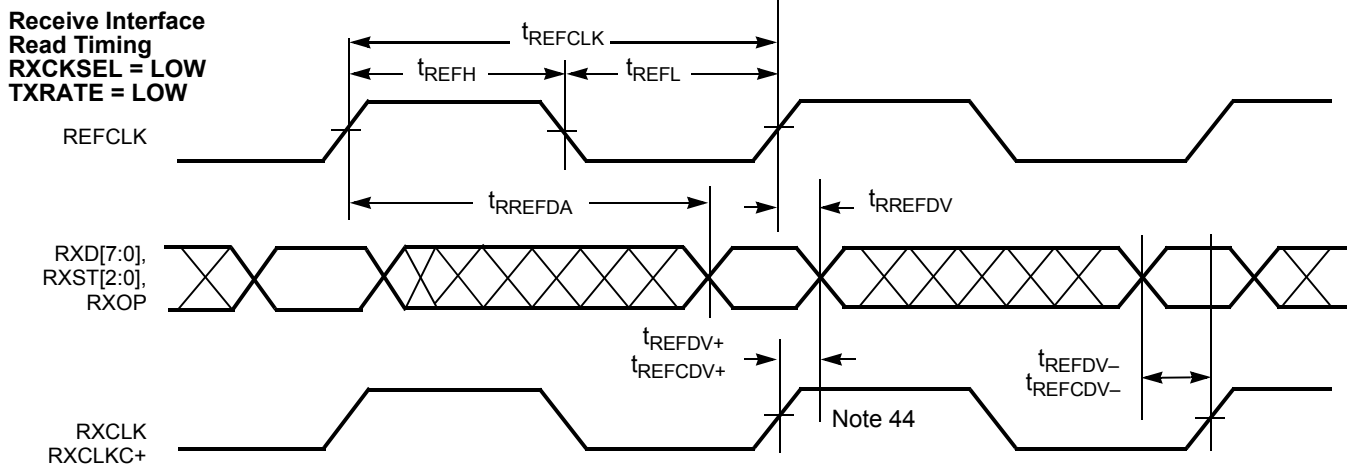 Receive Interface
Read Timing
RXCKSEL = LOW
TXRATE = LOW
tREFCLK
tREFH
tREFL
REFCLK
tRREFDA
tRREFDV
RXD[7:0],
RXST[2:0],
RXOP
tREFDV+
tREFCDV+
tREFDV–
tREFCDV–
Note 44
RXCLK
RXCLKC+